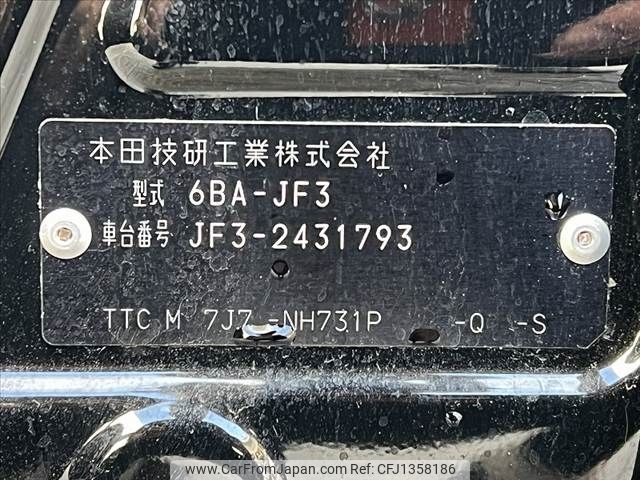 本田技研工業株式会社
型式 6BA-JF3
車台番号 JF3-2431793
TTC M 7J7 -NH731P -Q -S
www.CarFromJapan.com | Car Ref: CFJ1358186